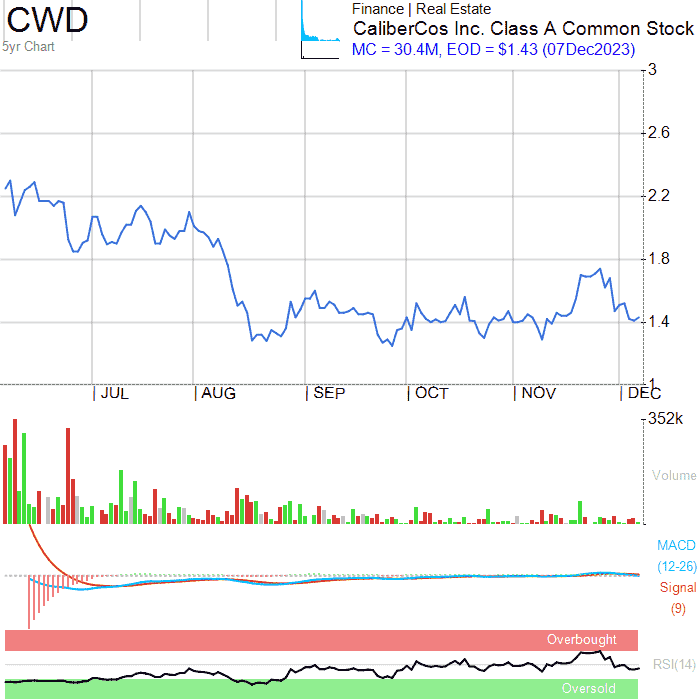 CWD
5yr Chart
Finance | Real Estate
CaliberCos Inc. Class A Common Stock
MC = 30.4M, EOD = $1.43 (07Dec2023)
3
2.6
2.2
1.8
1.4
1
JUL AUG SEP OCT NOV DEC
352k
Volume
MACD
(12-26)
Signal
(9)
Overbought
RSI(14)
Oversold